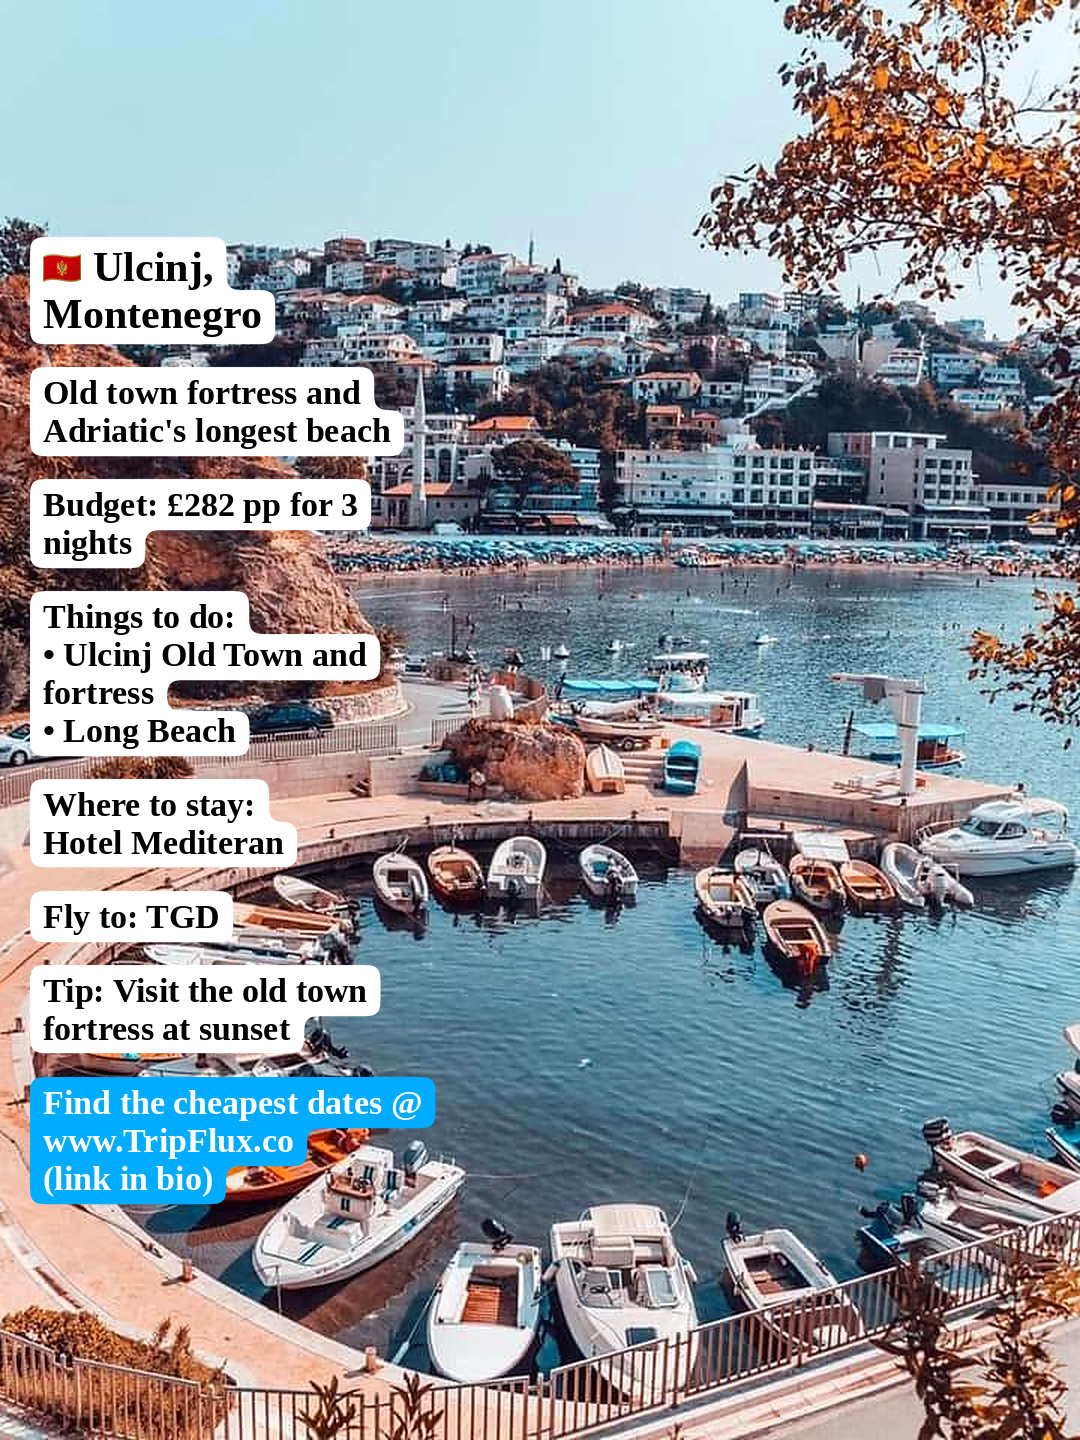 🇲🇪 Ulcinj,
Montenegro
Old town fortress and
Adriatic's longest beach
Budget: £282 pp for 3
nights
Things to do:
• Ulcinj Old Town and
fortress
• Long Beach
Where to stay:
Hotel Mediteran
Fly to: TGD
Tip: Visit the old town
fortress at sunset
Find the cheapest dates @
www.TripFlux.co
(link in bio)